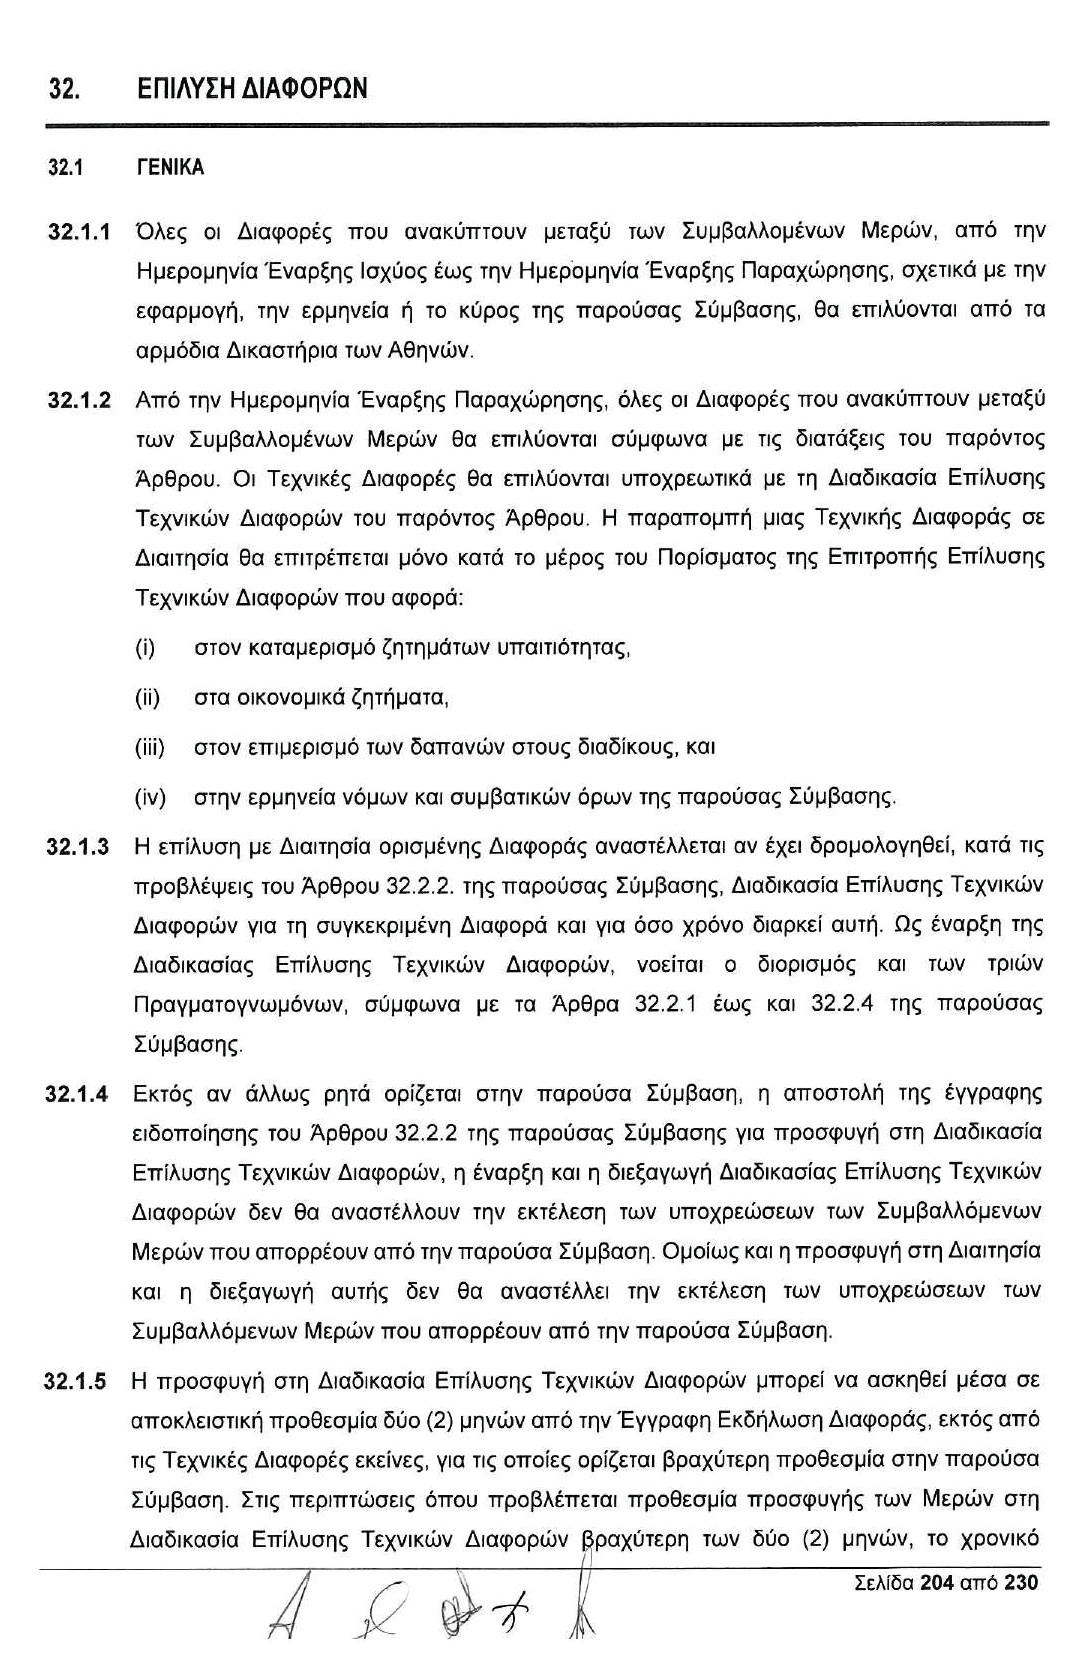 32. ΕΠΙΛΥΣΗ ΔΙΑΦΟΡΩΝ
32.1 ΓΕΝΙΚΑ
32.1.1 Όλες οι Διαφορές που ανακύπτουν μεταξύ των Συμβαλλομένων Μερών, από την
Ημερομηνία Έναρξης Ισχύος έως την Ημερομηνία Έναρξης Παραχώρησης, σχετικά με την
εφαρμογή, την ερμηνεία ή το κύρος της παρούσας Σύμβασης, θα επιλύονται από τα
αρμόδια Δικαστήρια των Αθηνών.
32.1.2 Από την Ημερομηνία Έναρξης Παραχώρησης, όλες οι Διαφορές που ανακύπτουν μεταξύ
των Συμβαλλομένων Μερών θα επιλύονται σύμφωνα με τις διατάξεις του παρόντος
Άρθρου. Οι Τεχνικές Διαφορές θα επιλύονται υποχρεωτικά με τη Διαδικασία Επίλυσης
Τεχνικών Διαφορών του παρόντος Άρθρου. Η παραπομπή μιας Τεχνικής Διαφοράς σε
Διαιτησία θα επιτρέπεται μόνο κατά το μέρος του Πορίσματος της Επιτροπής Επίλυσης
Τεχνικών Διαφορών που αφορά:
(i) στον καταμερισμό ζητημάτων υπαιτιότητας,
(ii) στα οικονομικά ζητήματα,
(iii) στον επιμερισμό των δαπανών στους διαδίκους, και
(iv) στην ερμηνεία νόμων και συμβατικών όρων της παρούσας Σύμβασης.
32.1.3 Η επίλυση με Διαιτησία ορισμένης Διαφοράς αναστέλλεται αν έχει δρομολογηθεί, κατά τις
προβλέψεις του Άρθρου 32.2.2. της παρούσας Σύμβασης, Διαδικασία Επίλυσης Τεχνικών
Διαφορών για τη συγκεκριμένη Διαφορά και για όσο χρόνο διαρκεί αυτή. Ως έναρξη της
Διαδικασίας Επίλυσης Τεχνικών Διαφορών, νοείται ο διορισμός και των τριών
Πραγματογνωμόνων, σύμφωνα με τα Άρθρα 32.2.1 έως και 32.2.4 της παρούσας
Σύμβασης.
32.1.4 Εκτός αν άλλως ρητά ορίζεται στην παρούσα Σύμβαση, η αποστολή της έγγραφης
ειδοποίησης του Άρθρου 32.2.2 της παρούσας Σύμβασης για προσφυγή στη Διαδικασία
Επίλυσης Τεχνικών Διαφορών, η έναρξη και η διεξαγωγή Διαδικασίας Επίλυσης Τεχνικών
Διαφορών δεν θα αναστέλλουν την εκτέλεση των υποχρεώσεων των Συμβαλλόμενων
Μερών που απορρέουν από την παρούσα Σύμβαση. Ομοίως και η προσφυγή στη Διαιτησία
και η διεξαγωγή αυτής δεν θα αναστέλλει την εκτέλεση των υποχρεώσεων των
Συμβαλλόμενων Μερών που απορρέουν από την παρούσα Σύμβαση.
32.1.5 Η προσφυγή στη Διαδικασία Επίλυσης Τεχνικών Διαφορών μπορεί να ασκηθεί μέσα σε
αποκλειστική προθεσμία δύο (2) μηνών από την Έγγραφη Εκδήλωση Διαφοράς, εκτός από
τις Τεχνικές Διαφορές εκείνες, για τις οποίες ορίζεται βραχύτερη προθεσμία στην παρούσα
Σύμβαση. Στις περιπτώσεις όπου προβλέπεται προθεσμία προσφυγής των Μερών στη
Διαδικασία Επίλυσης Τεχνικών Διαφορών βραχύτερη των δύο (2) μηνών, το χρονικό
Σελίδα 204 από 230